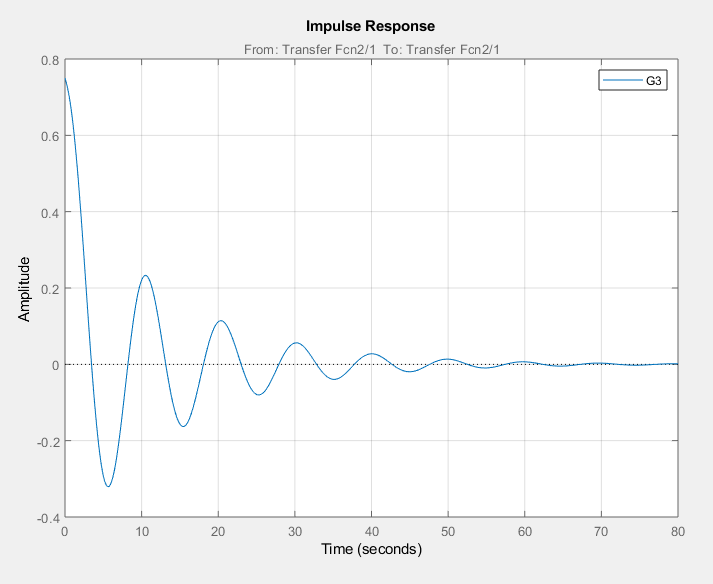 Impulse Response
From: Transfer Fcn2/1 To: Transfer Fcn2/1
G3
0.8
0.6
0.4
0.2
0
-0.2
-0.4
Amplitude
0 10 20 30 40 50 60 70 80
Time (seconds)